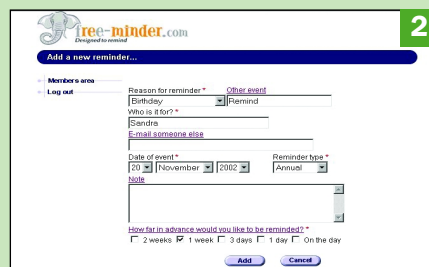 2
free-minder.com
Designed to remind
Add a new reminder...
Members area
Log out
Reason for reminder * Other event
Birthday Remind
Who is it for? *
Sandra
E-mail someone else
Date of event * Reminder type *
20 November 2002 Annual
Note
How far in advance would you like to be reminded? *
2 weeks 1 week 3 days 1 day On the day
Add Cancel